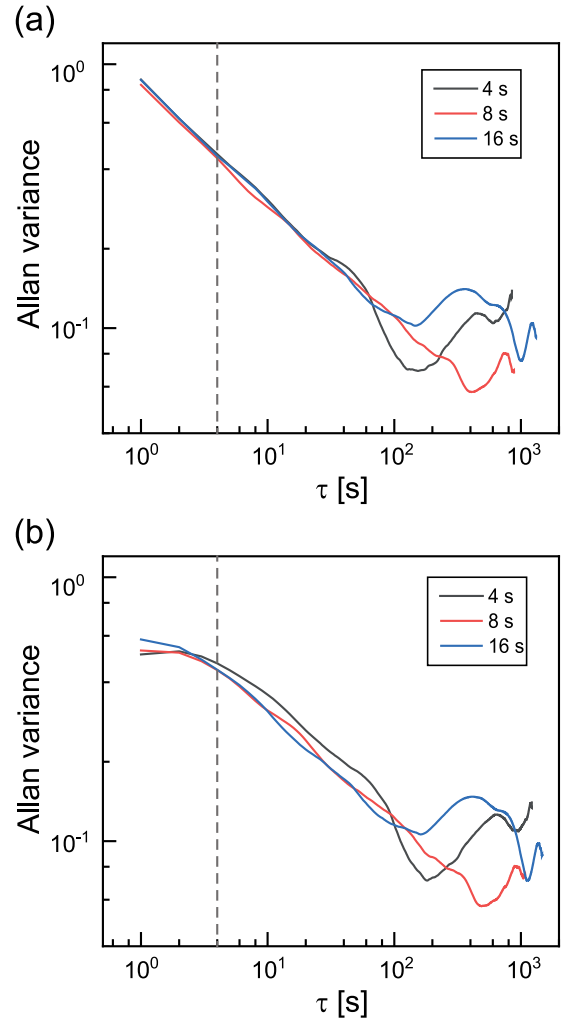 (a)
Allan variance
10⁰
10⁻¹
4 s
8 s
16 s
10⁰ 10¹ 10² 10³
τ [s]
(b)
Allan variance
10⁰
10⁻¹
4 s
8 s
16 s
10⁰ 10¹ 10² 10³
τ [s]